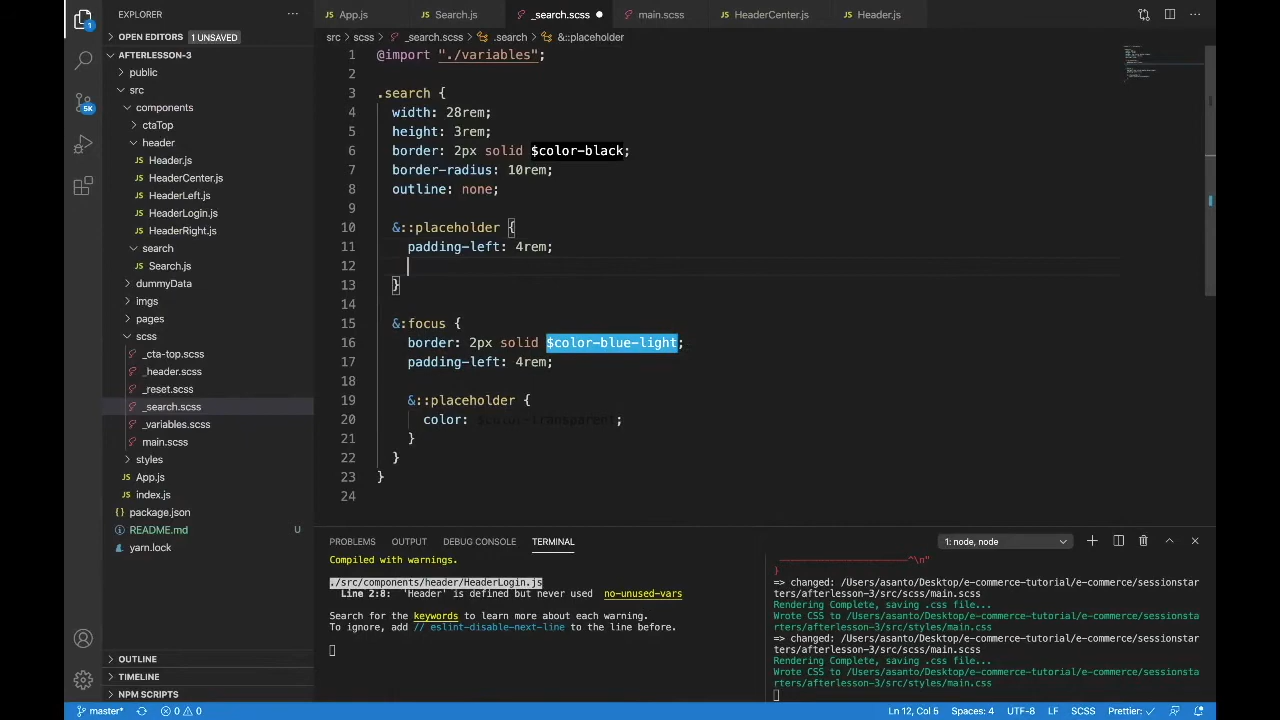 EXPLORER
App.js
Search.js
_search.scss
main.scss
HeaderCenter.js
Header.js
OPEN EDITORS 1 UNSAVED
src > scss > _search.scss > .search > &::placeholder
AFTERLESSON-3
public
src
components
ctaTop
header
Header.js
HeaderCenter.js
HeaderLeft.js
HeaderLogin.js
HeaderRight.js
search
Search.js
dummyData
imgs
pages
scss
_cta-top.scss
_header.scss
_reset.scss
_search.scss
_variables.scss
main.scss
styles
App.js
index.js
package.json
README.md U
yarn.lock
OUTLINE
TIMELINE
NPM SCRIPTS
1
5K
1 @import "./variables";
2
3 .search {
4 width: 28rem;
5 height: 3rem;
6 border: 2px solid $color-black;
7 border-radius: 10rem;
8 outline: none;
9
10 &::placeholder {
11 padding-left: 4rem;
12
13 }
14
15 &:focus {
16 border: 2px solid $color-blue-light;
17 padding-left: 4rem;
18
19 &::placeholder {
20 color: $color-transparent;
21 }
22 }
23 }
24
PROBLEMS OUTPUT DEBUG CONSOLE TERMINAL
1: node, node
Compiled with warnings.
./src/components/header/HeaderLogin.js
Line 2:8: 'Header' is defined but never used no-unused-vars
Search for the keywords to learn more about each warning.
To ignore, add // eslint-disable-next-line to the line before.
^\n"
}
=> changed: /Users/asanto/Desktop/e-commerce-tutorial/e-commerce/sessionstar
ters/afterlesson-3/src/scss/main.scss
Rendering Complete, saving .css file...
Wrote CSS to /Users/asanto/Desktop/e-commerce-tutorial/e-commerce/sessionsta
rters/afterlesson-3/src/styles/main.css
=> changed: /Users/asanto/Desktop/e-commerce-tutorial/e-commerce/sessionstar
ters/afterlesson-3/src/scss/main.scss
Rendering Complete, saving .css file...
Wrote CSS to /Users/asanto/Desktop/e-commerce-tutorial/e-commerce/sessionsta
rters/afterlesson-3/src/styles/main.css
master* 0 0
Ln 12, Col 6 Spaces: 4 UTF-8 LF SCSS Prettier: ✓